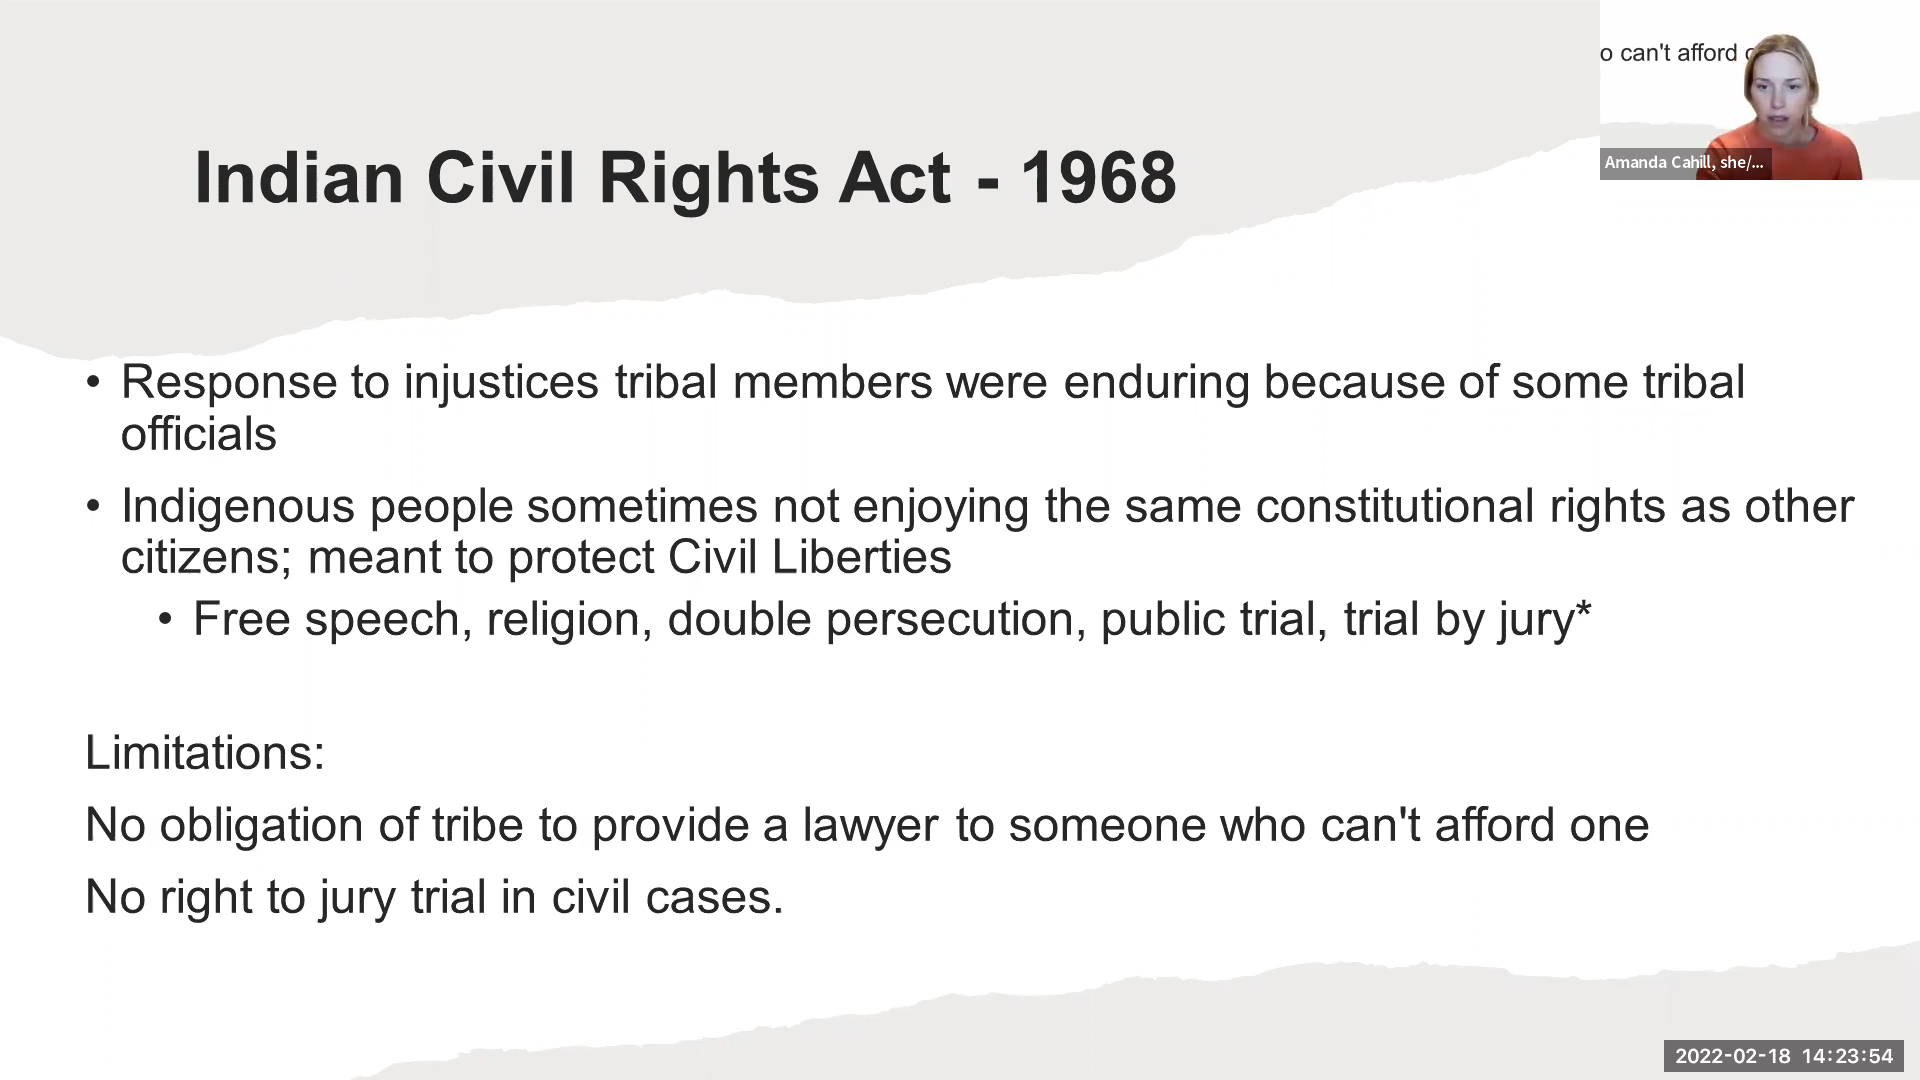 o can't afford
Amanda Cahill, she/...
Indian Civil Rights Act - 1968
• Response to injustices tribal members were enduring because of some tribal
officials
• Indigenous people sometimes not enjoying the same constitutional rights as other
citizens; meant to protect Civil Liberties
• Free speech, religion, double persecution, public trial, trial by jury*
Limitations:
No obligation of tribe to provide a lawyer to someone who can't afford one
No right to jury trial in civil cases.
2022-02-18 14:23:54